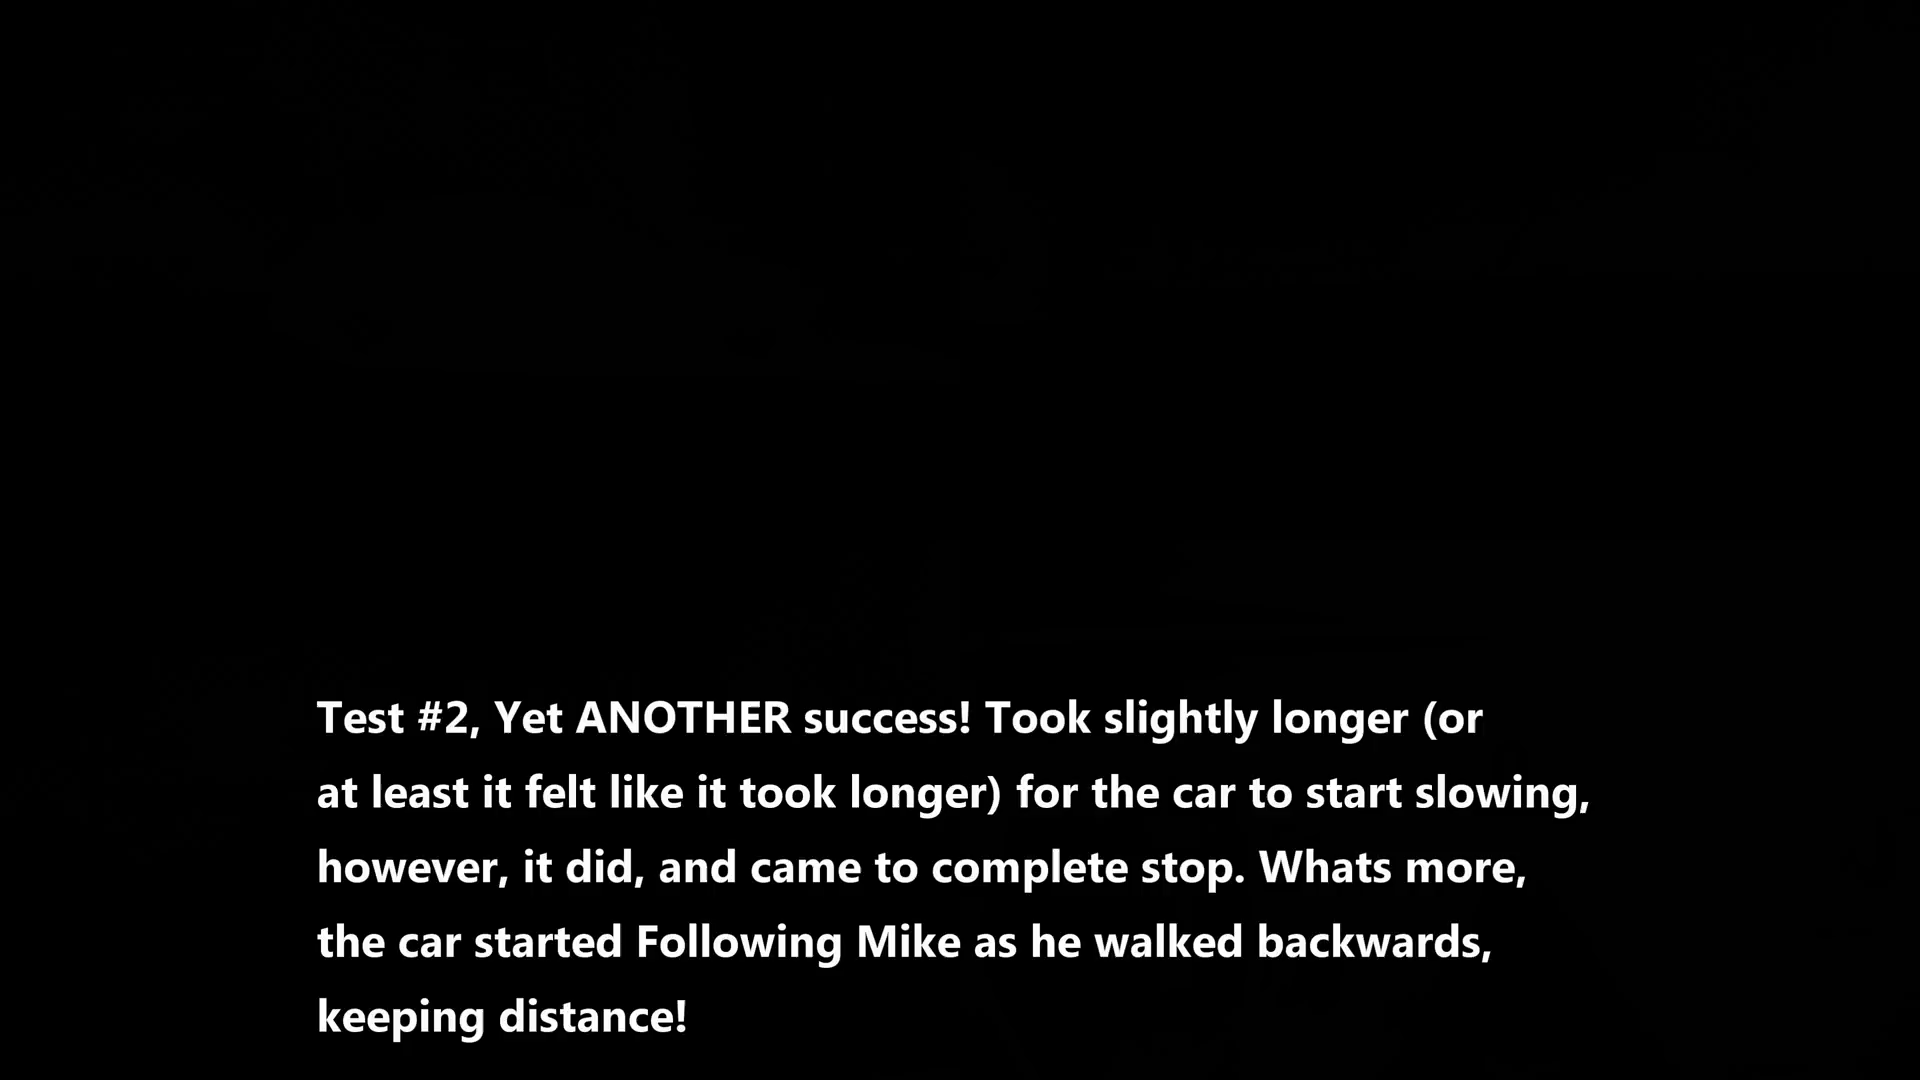 Test #2, Yet ANOTHER success! Took slightly longer (or
at least it felt like it took longer) for the car to start slowing,
however, it did, and came to complete stop. Whats more,
the car started Following Mike as he walked backwards,
keeping distance!